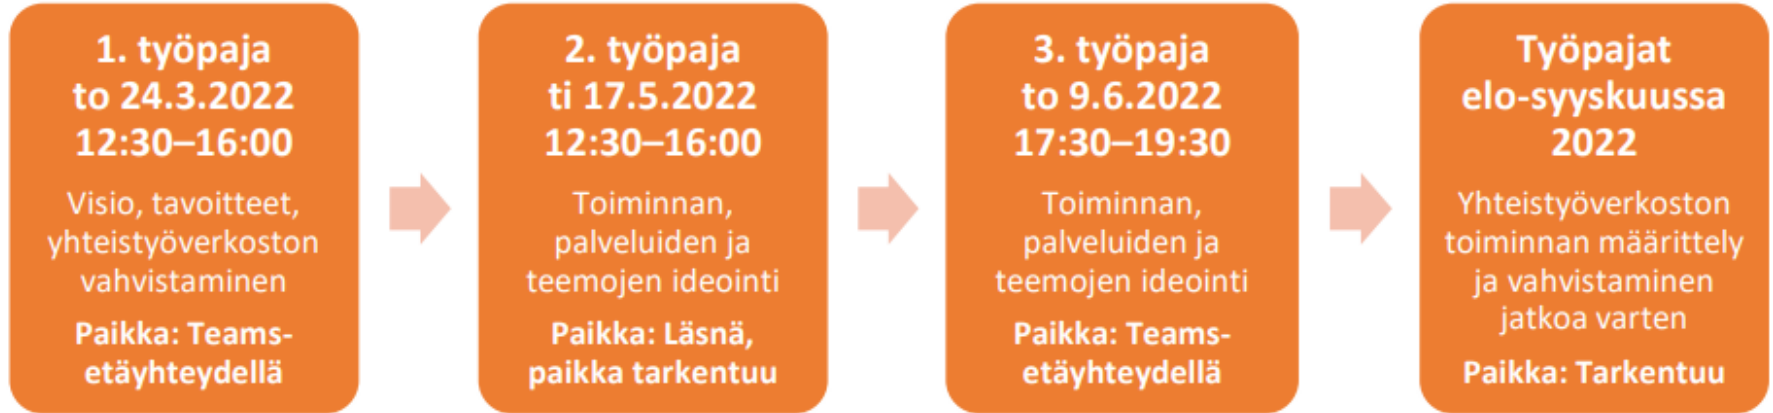 1. työpaja
to 24.3.2022
12:30–16:00
Visio, tavoitteet,
yhteistyöverkoston
vahvistaminen
Paikka: Teams-
etäyhteydellä
2. työpaja
ti 17.5.2022
12:30–16:00
Toiminnan,
palveluiden ja
teemojen ideointi
Paikka: Läsnä,
paikka tarkentuu
3. työpaja
to 9.6.2022
17:30–19:30
Toiminnan,
palveluiden ja
teemojen ideointi
Paikka: Teams-
etäyhteydellä
Työpajat
elo-syyskuussa
2022
Yhteistyöverkoston
toiminnan määrittely
ja vahvistaminen
jatkoa varten
Paikka: Tarkentuu